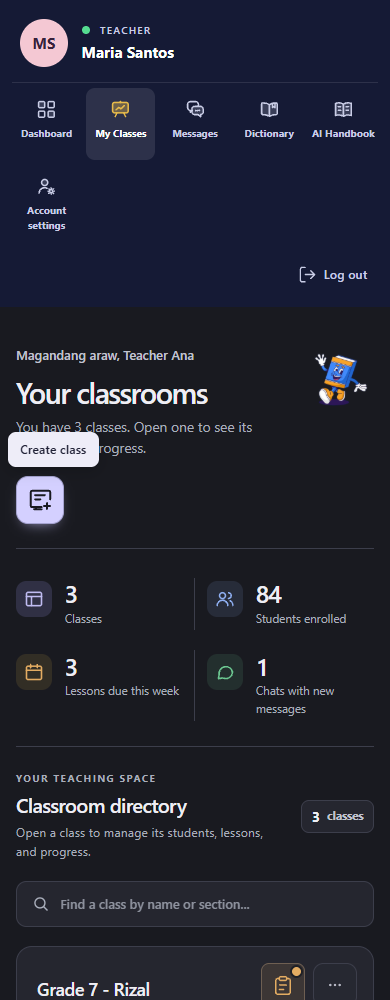 MS
TEACHER
Maria Santos
Dashboard
My Classes
Messages
Dictionary
AI Handbook
Account
settings
Log out
Magandang araw, Teacher Ana
Your classrooms
You have 3 classes. Open one to see its
progress.
Create class
3
Classes
84
Students enrolled
3
Lessons due this week
1
Chats with new
messages
YOUR TEACHING SPACE
Classroom directory
3 classes
Open a class to manage its students, lessons,
and progress.
Find a class by name or section...
Grade 7 - Rizal